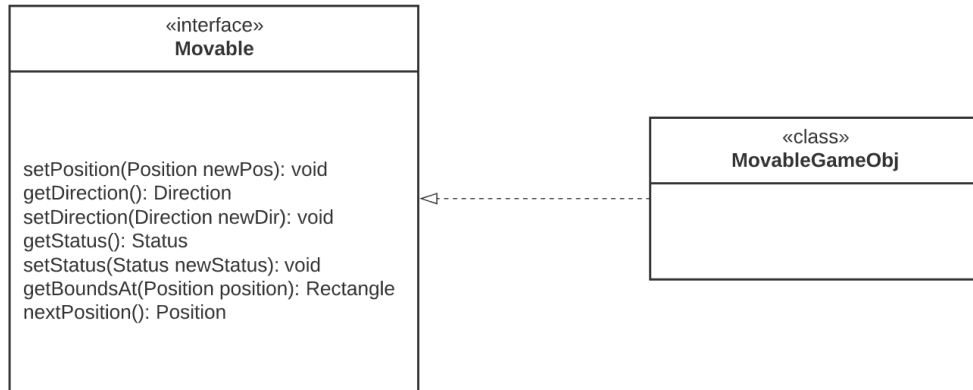 «interface»
Movable
setPosition(Position newPos): void
getDirection(): Direction
setDirection(Direction newDir): void
getStatus(): Status
setStatus(Status newStatus): void
getBoundsAt(Position position): Rectangle
nextPosition(): Position
«class»
MovableGameObj